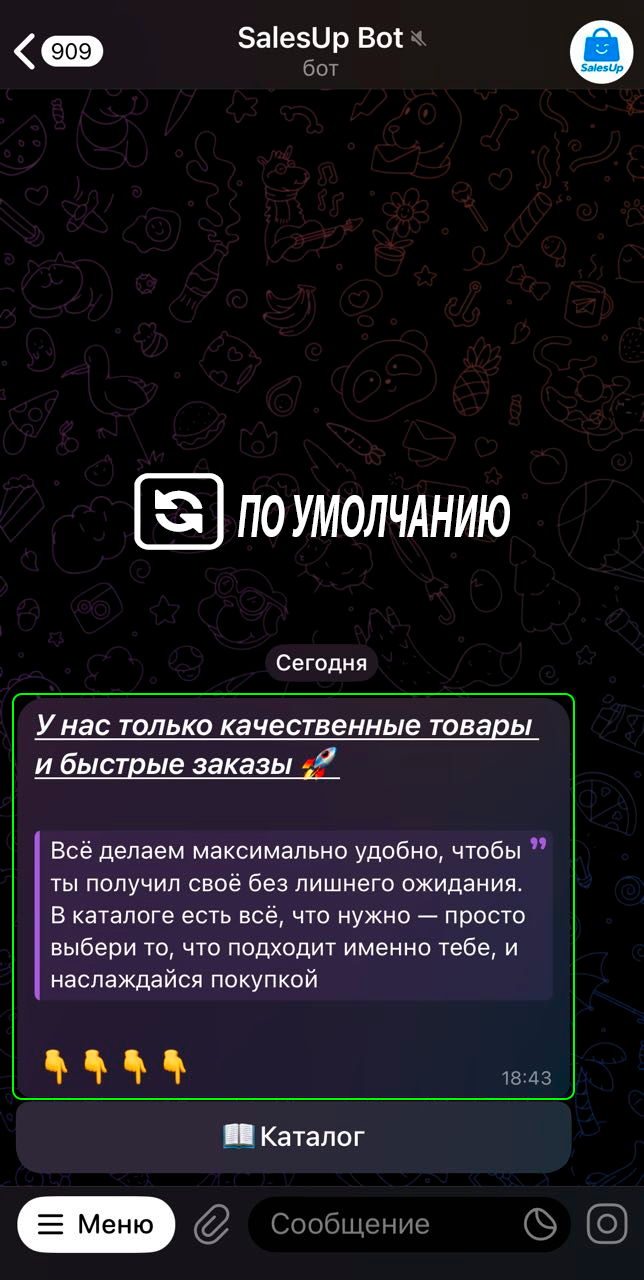 909
SalesUp Bot
бот
SalesUp
ПО УМОЛЧАНИЮ
Сегодня
У нас только качественные товары
и быстрые заказы 🚀
Всё делаем максимально удобно, чтобы
ты получил своё без лишнего ожидания.
В каталоге есть всё, что нужно — просто
выбери то, что подходит именно тебе, и
наслаждайся покупкой
👇👇👇👇
18:43
📖Каталог
Меню
Сообщение